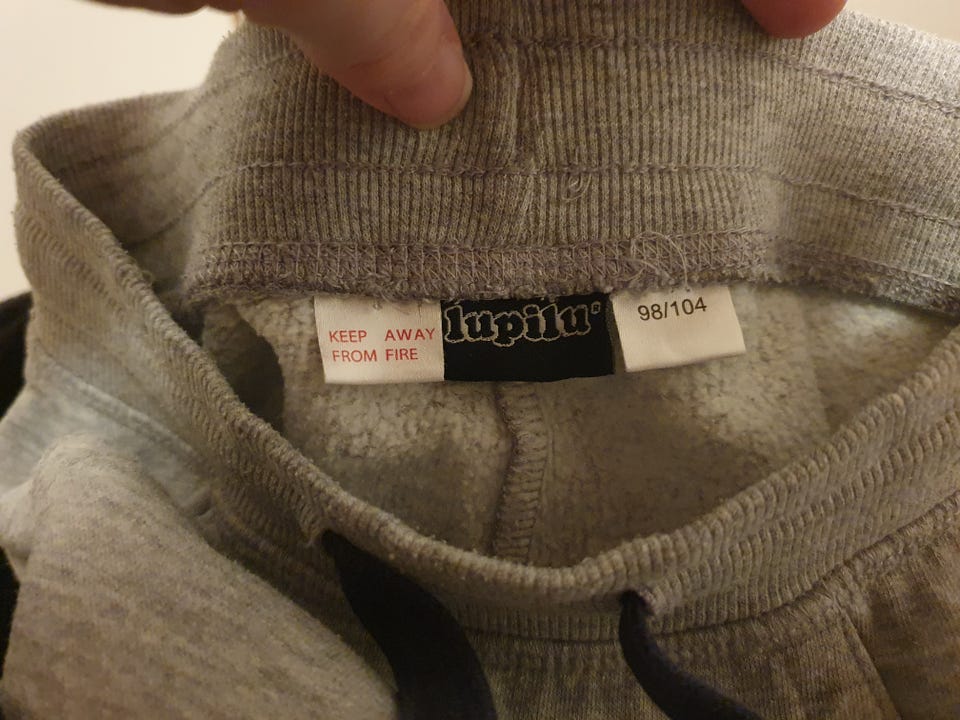 KEEP AWAY
FROM FIRE
lupilu®
98/104